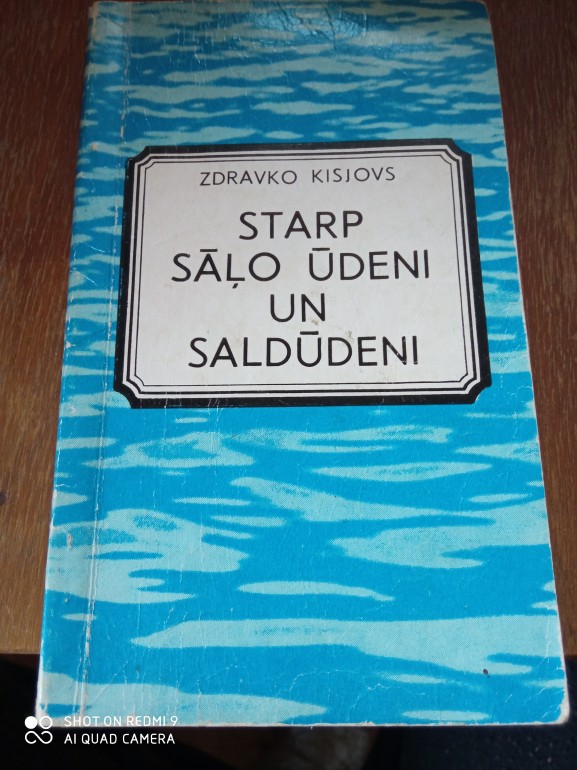 ZDRAVKO KISJOVS
STARP
SĀĻO ŪDENI
UN
SALDŪDENI
SHOT ON REDMI 9
AI QUAD CAMERA